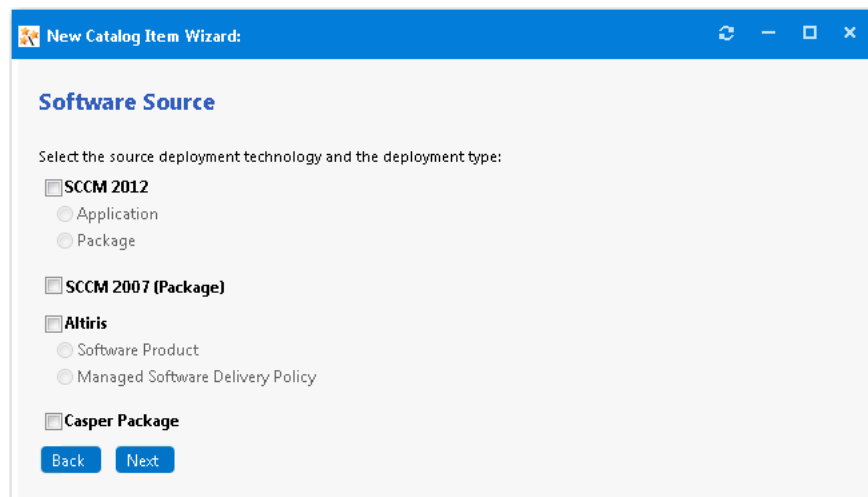 New Catalog Item Wizard:
Software Source
Select the source deployment technology and the deployment type:
SCCM 2012
Application
Package
SCCM 2007 (Package)
Altiris
Software Product
Managed Software Delivery Policy
Casper Package
Back Next